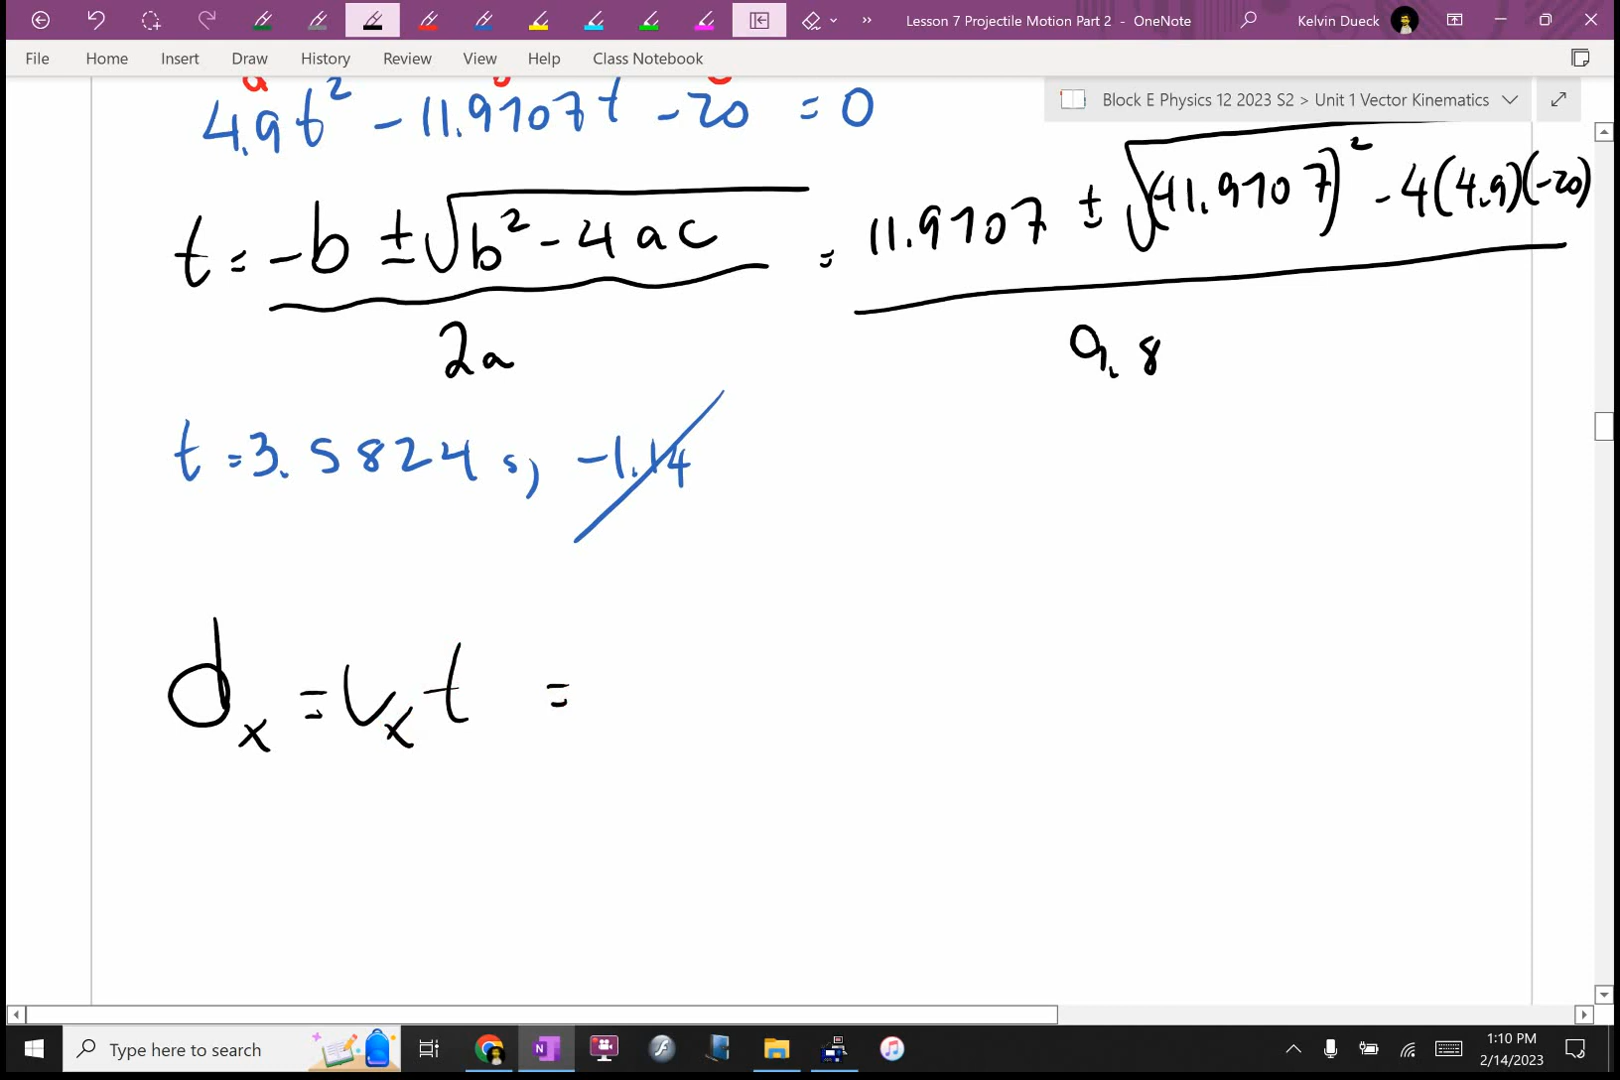 Lesson 7 Projectile Motion Part 2 - OneNote
Kelvin Dueck
File Home Insert Draw History Review View Help Class Notebook
Block E Physics 12 2023 S2 > Unit 1 Vector Kinematics
a b c
4.9t² - 11.9707t - 20 = 0
t = -b ± √b² - 4ac / 2a = 11.9707 ± √(11.9707)² - 4(4.9)(-20) / 9.8
t = 3.5824 s, -1.14
dₓ = vₓt =
Type here to search
1:10 PM
2/14/2023